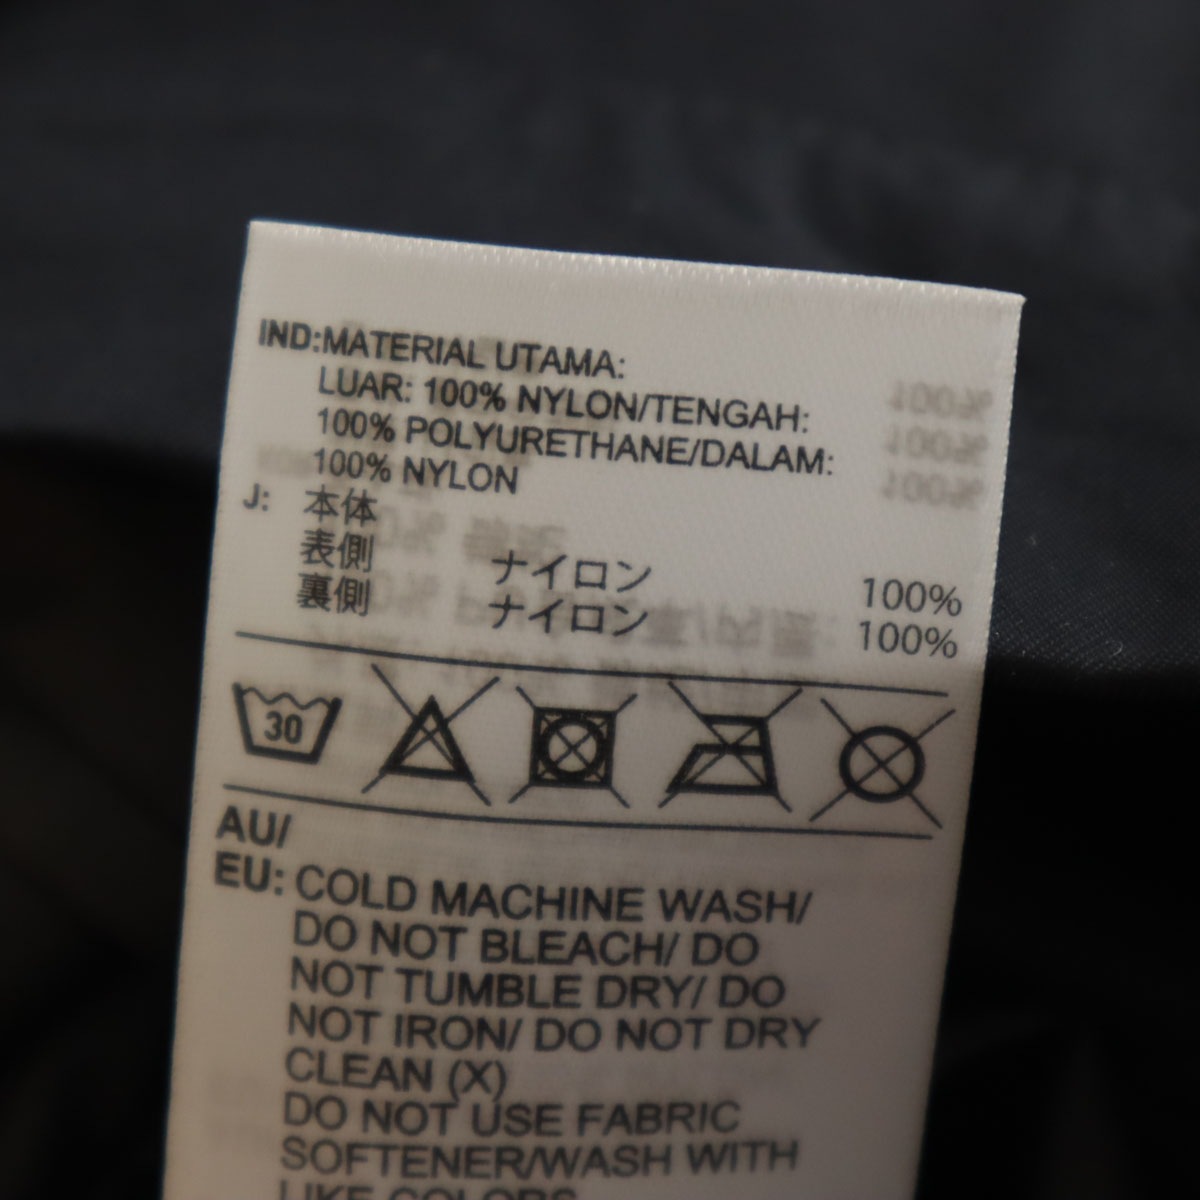 IND:MATERIAL UTAMA:
LUAR: 100% NYLON/TENGAH:
100% POLYURETHANE/DALAM:
100% NYLON
J: 本体
表側 ナイロン 100%
裏側 ナイロン 100%
30
AU/
EU: COLD MACHINE WASH/
DO NOT BLEACH/ DO
NOT TUMBLE DRY/ DO
NOT IRON/ DO NOT DRY
CLEAN (X)
DO NOT USE FABRIC
SOFTENER/WASH WITH
LIKE COLORS